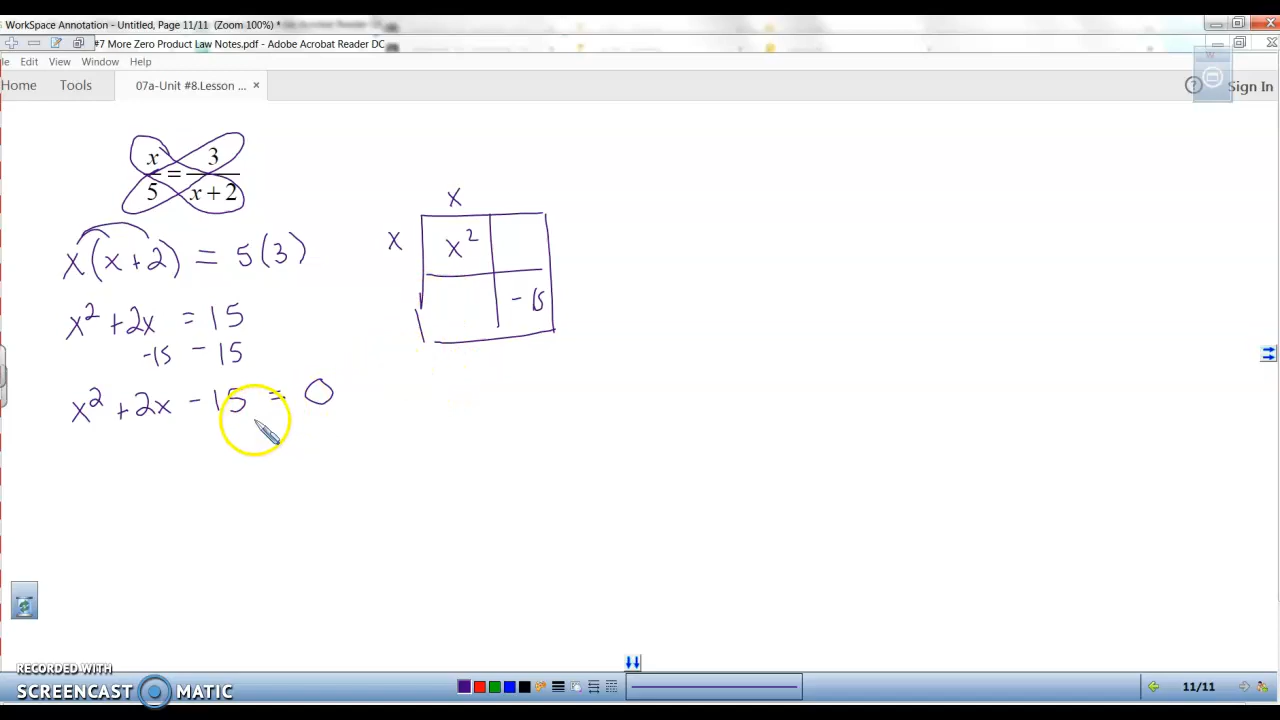 WorkSpace Annotation - Untitled, Page 11/11 (Zoom 100%) *
#7 More Zero Product Law Notes.pdf - Adobe Acrobat Reader DC
Edit View Window Help
Home Tools 07a-Unit #8.Lesson ... × ? Sign In
x/5 = 3/(x + 2)
x(x+2) = 5(3)
x² + 2x = 15
-15 - 15
x² + 2x - 15 = 0
x
x x²
-15
RECORDED WITH
SCREENCAST MATIC
11/11